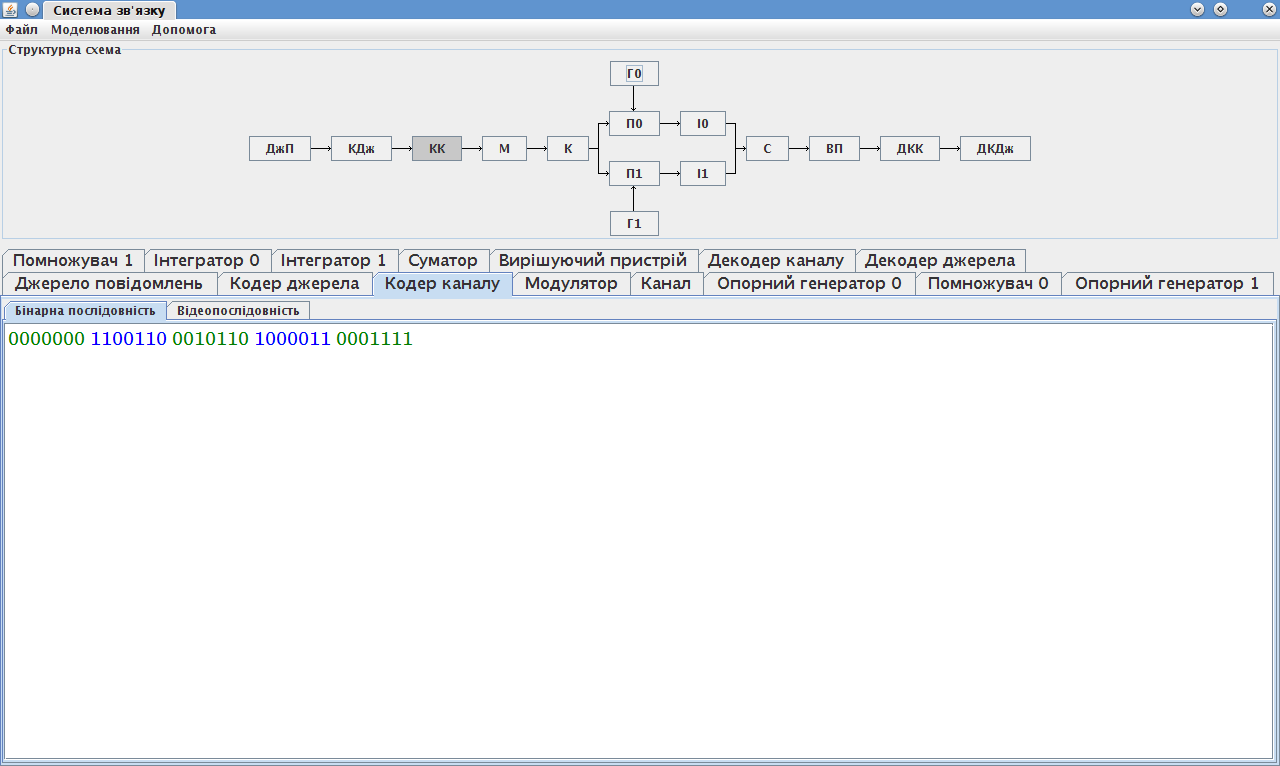 Система зв'язку
Файл Моделювання Допомога
Структурна схема
Г0
П0 І0
ДжП КДж КК М К С ВП ДКК ДКДж
П1 І1
Г1
Помножувач 1 Інтегратор 0 Інтегратор 1 Суматор Вирішуючий пристрій Декодер каналу Декодер джерела
Джерело повідомлень Кодер джерела Кодер каналу Модулятор Канал Опорний генератор 0 Помножувач 0 Опорний генератор 1
Бінарна послідовність Відеопослідовність
0000000 1100110 0010110 1000011 0001111